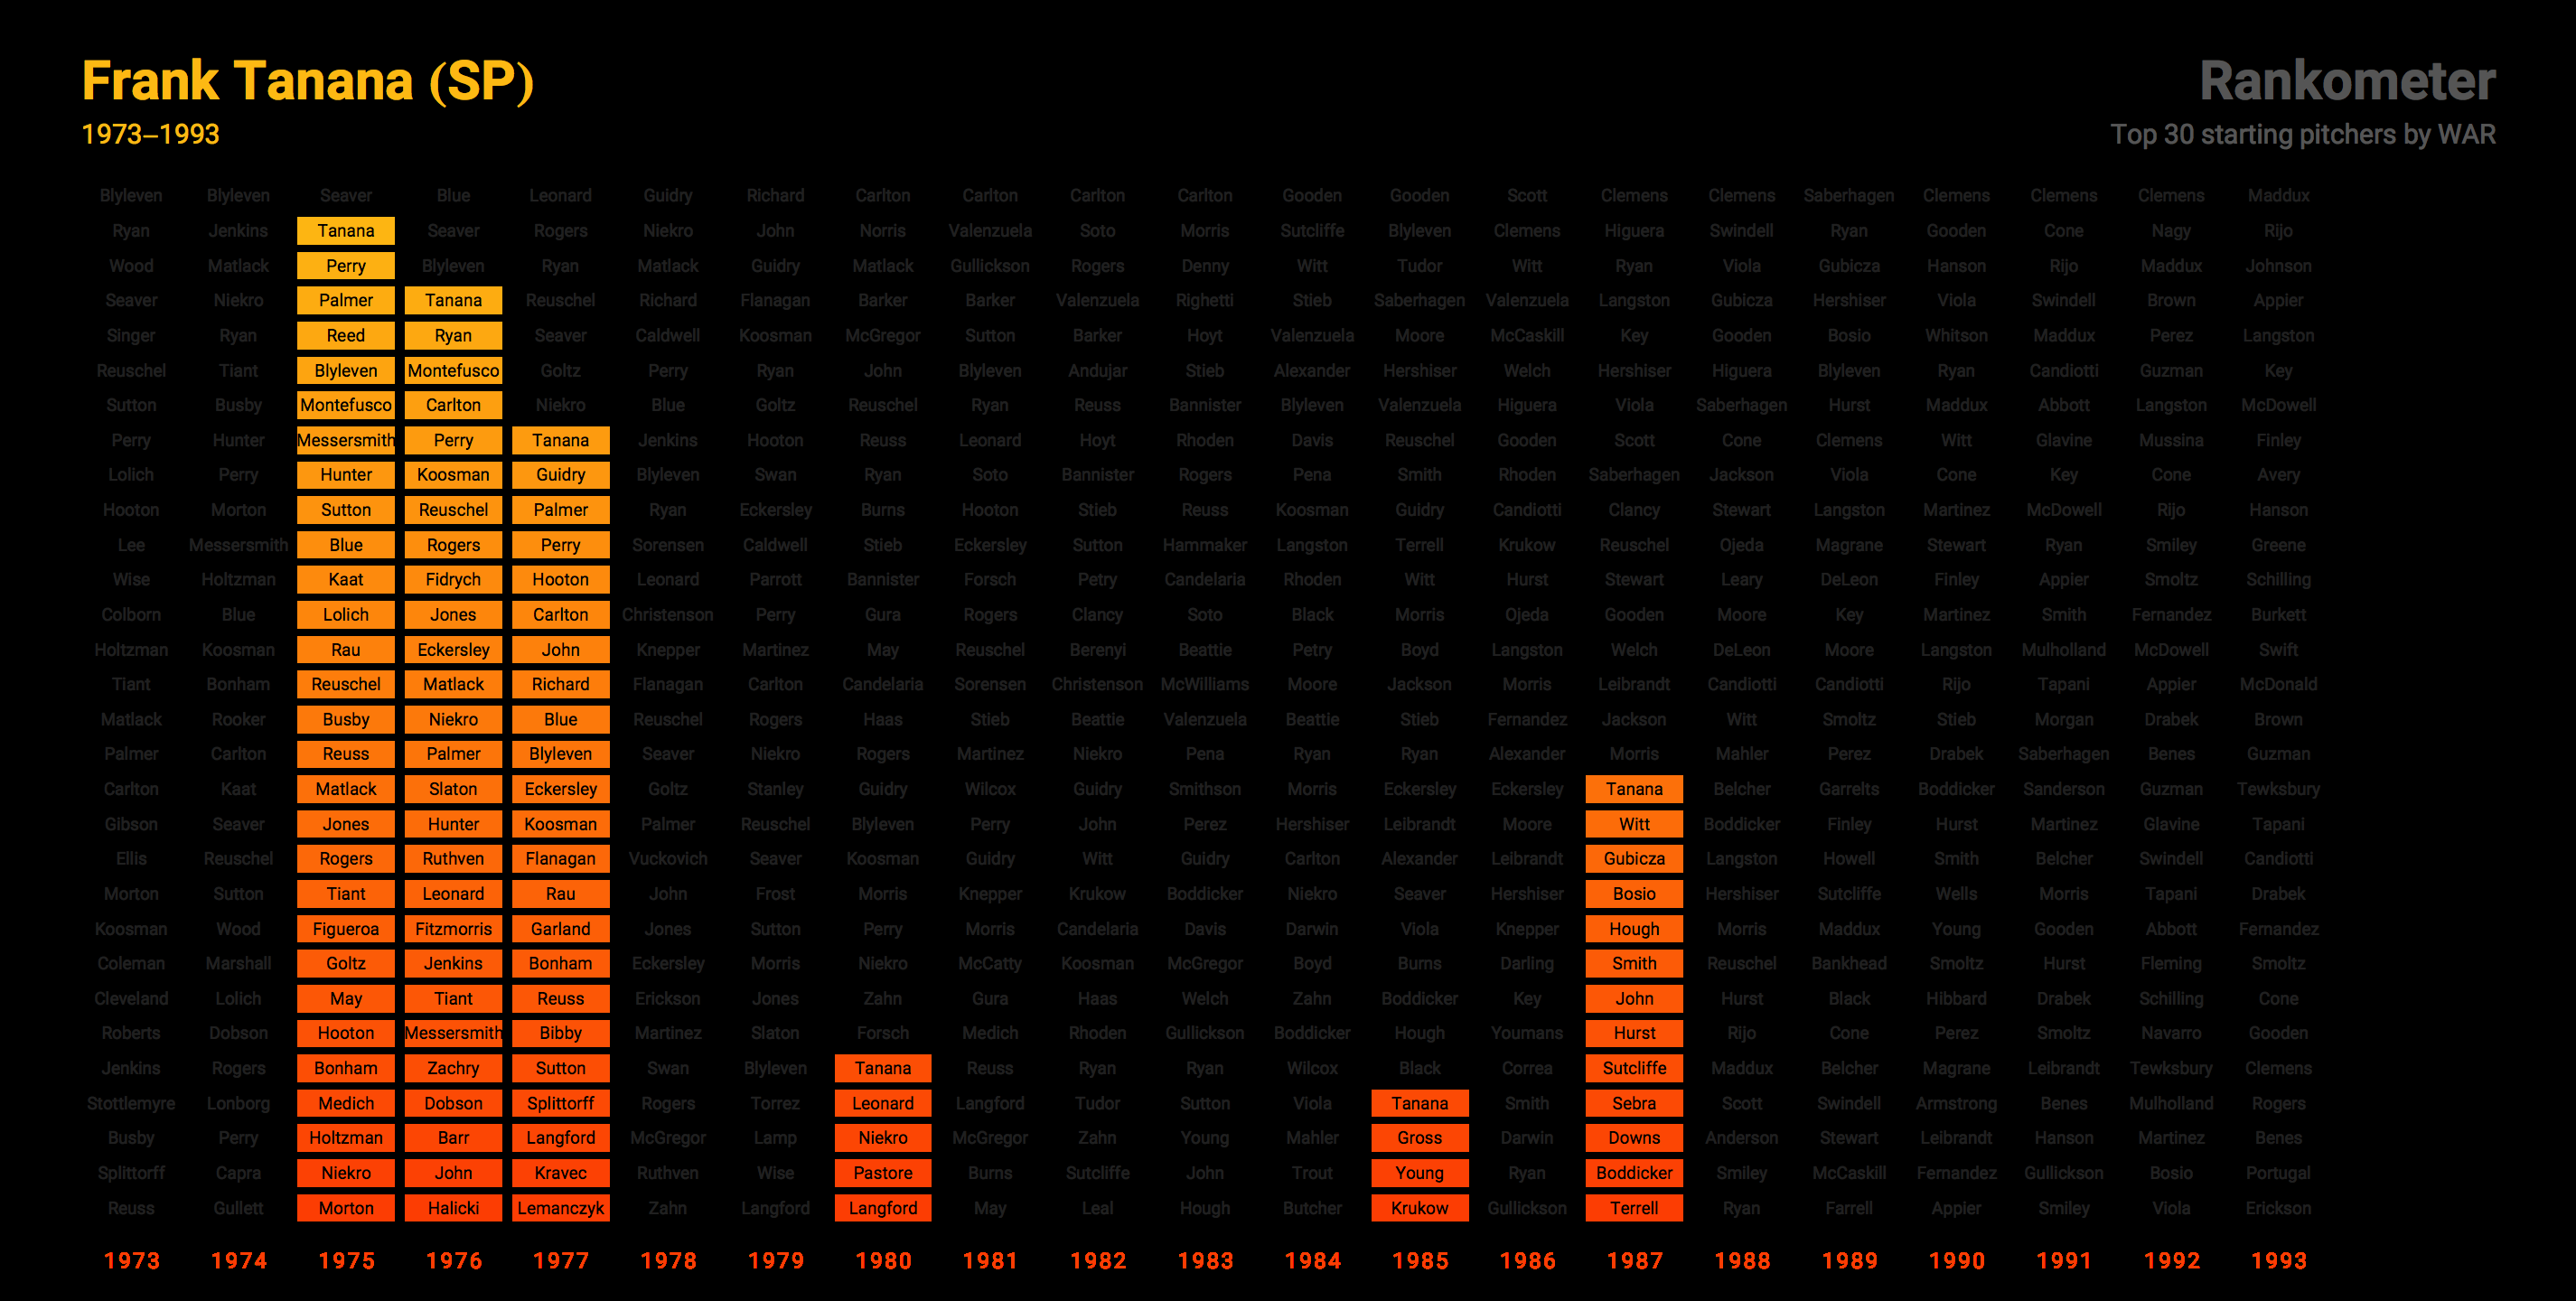 Frank Tanana (SP)
Rankometer
1973–1993
Top 30 starting pitchers by WAR
Blyleven Blyleven Seaver Blue Leonard Guidry Richard Carlton Carlton Carlton Carlton Gooden Gooden Scott Clemens Clemens Saberhagen Clemens Clemens Clemens Maddux
Ryan Jenkins Tanana Seaver Rogers Niekro John Norris Valenzuela Soto Morris Sutcliffe Blyleven Clemens Higuera Swindell Ryan Gooden Cone Nagy Rijo
Wood Matlack Perry Blyleven Ryan Matlack Guidry Matlack Gullickson Rogers Denny Witt Tudor Witt Ryan Viola Gubicza Hanson Rijo Maddux Johnson
Seaver Niekro Palmer Tanana Reuschel Richard Flanagan Barker Barker Valenzuela Righetti Stieb Saberhagen Valenzuela Langston Gubicza Hershiser Viola Swindell Brown Appier
Singer Ryan Reed Ryan Seaver Caldwell Koosman McGregor Sutton Barker Hoyt Valenzuela Moore McCaskill Key Gooden Bosio Whitson Maddux Perez Langston
Reuschel Tiant Blyleven Montefusco Goltz Perry Ryan John Blyleven Andujar Stieb Alexander Hershiser Welch Hershiser Higuera Blyleven Ryan Candiotti Guzman Key
Sutton Busby Montefusco Carlton Niekro Blue Goltz Reuschel Ryan Reuss Bannister Blyleven Valenzuela Higuera Viola Saberhagen Hurst Maddux Abbott Langston McDowell
Perry Hunter Messersmith Perry Tanana Jenkins Hooton Reuss Leonard Hoyt Rhoden Davis Reuschel Gooden Scott Cone Clemens Witt Glavine Mussina Finley
Lolich Perry Hunter Koosman Guidry Blyleven Swan Ryan Soto Bannister Rogers Pena Smith Rhoden Saberhagen Jackson Viola Cone Key Cone Avery
Hooton Morton Sutton Reuschel Palmer Ryan Eckersley Burns Hooton Stieb Reuss Koosman Guidry Candiotti Clancy Stewart Langston Martinez McDowell Rijo Hanson
Lee Messersmith Blue Rogers Perry Sorensen Caldwell Stieb Eckersley Sutton Hammaker Langston Terrell Krukow Reuschel Ojeda Magrane Stewart Ryan Smiley Greene
Wise Holtzman Kaat Fidrych Hooton Leonard Parrott Bannister Forsch Petry Candelaria Rhoden Witt Hurst Stewart Leary DeLeon Finley Appier Smoltz Schilling
Colborn Blue Lolich Jones Carlton Christenson Perry Gura Rogers Clancy Soto Black Morris Ojeda Gooden Moore Key Martinez Smith Fernandez Burkett
Holtzman Koosman Rau Eckersley John Knepper Martinez May Reuschel Berenyi Beattie Petry Boyd Langston Welch DeLeon Moore Langston Mulholland McDowell Swift
Tiant Bonham Reuschel Matlack Richard Flanagan Carlton Candelaria Sorensen Christenson McWilliams Moore Jackson Morris Leibrandt Candiotti Candiotti Rijo Tapani Appier McDonald
Matlack Rooker Busby Niekro Blue Reuschel Rogers Haas Stieb Beattie Valenzuela Beattie Stieb Fernandez Jackson Witt Smoltz Stieb Morgan Drabek Brown
Palmer Carlton Reuss Palmer Blyleven Seaver Niekro Rogers Martinez Niekro Pena Ryan Ryan Alexander Morris Mahler Perez Drabek Saberhagen Benes Guzman
Carlton Kaat Matlack Slaton Eckersley Goltz Stanley Guidry Wilcox Guidry Smithson Morris Eckersley Eckersley Tanana Belcher Garrelts Boddicker Sanderson Guzman Tewksbury
Gibson Seaver Jones Hunter Koosman Palmer Reuschel Blyleven Perry John Perez Hershiser Leibrandt Moore Witt Boddicker Finley Hurst Martinez Glavine Tapani
Ellis Reuschel Rogers Ruthven Flanagan Vuckovich Seaver Koosman Guidry Witt Guidry Carlton Alexander Leibrandt Gubicza Langston Howell Smith Belcher Swindell Candiotti
Morton Sutton Tiant Leonard Rau John Frost Morris Knepper Krukow Boddicker Niekro Seaver Hershiser Bosio Hershiser Sutcliffe Wells Morris Tapani Drabek
Koosman Wood Figueroa Fitzmorris Garland Jones Sutton Perry Morris Candelaria Davis Darwin Viola Knepper Hough Morris Maddux Young Gooden Abbott Fernandez
Coleman Marshall Goltz Jenkins Bonham Eckersley Morris Niekro McCatty Koosman McGregor Boyd Burns Darling Smith Reuschel Bankhead Smoltz Hurst Fleming Smoltz
Cleveland Lolich May Tiant Reuss Erickson Jones Zahn Gura Haas Welch Zahn Boddicker Key John Hurst Black Hibbard Drabek Schilling Cone
Roberts Dobson Hooton Messersmith Bibby Martinez Slaton Forsch Medich Rhoden Gullickson Boddicker Hough Youmans Hurst Rijo Cone Perez Smoltz Navarro Gooden
Jenkins Rogers Bonham Zachry Sutton Swan Blyleven Tanana Reuss Ryan Ryan Wilcox Black Correa Sutcliffe Maddux Belcher Magrane Leibrandt Tewksbury Clemens
Stottlemyre Lonborg Medich Dobson Splittorff Rogers Torrez Leonard Langford Tudor Sutton Viola Tanana Smith Sebra Scott Swindell Armstrong Benes Mulholland Rogers
Busby Perry Holtzman Barr Langford McGregor Lamp Niekro McGregor Zahn Young Mahler Gross Darwin Downs Anderson Stewart Leibrandt Hanson Martinez Benes
Splittorff Capra Niekro John Kravec Ruthven Wise Pastore Burns Sutcliffe John Trout Young Ryan Boddicker Smiley McCaskill Fernandez Gullickson Bosio Portugal
Reuss Gullett Morton Halicki Lemanczyk Zahn Langford Langford May Leal Hough Butcher Krukow Gullickson Terrell Ryan Farrell Appier Smiley Viola Erickson
1973 1974 1975 1976 1977 1978 1979 1980 1981 1982 1983 1984 1985 1986 1987 1988 1989 1990 1991 1992 1993